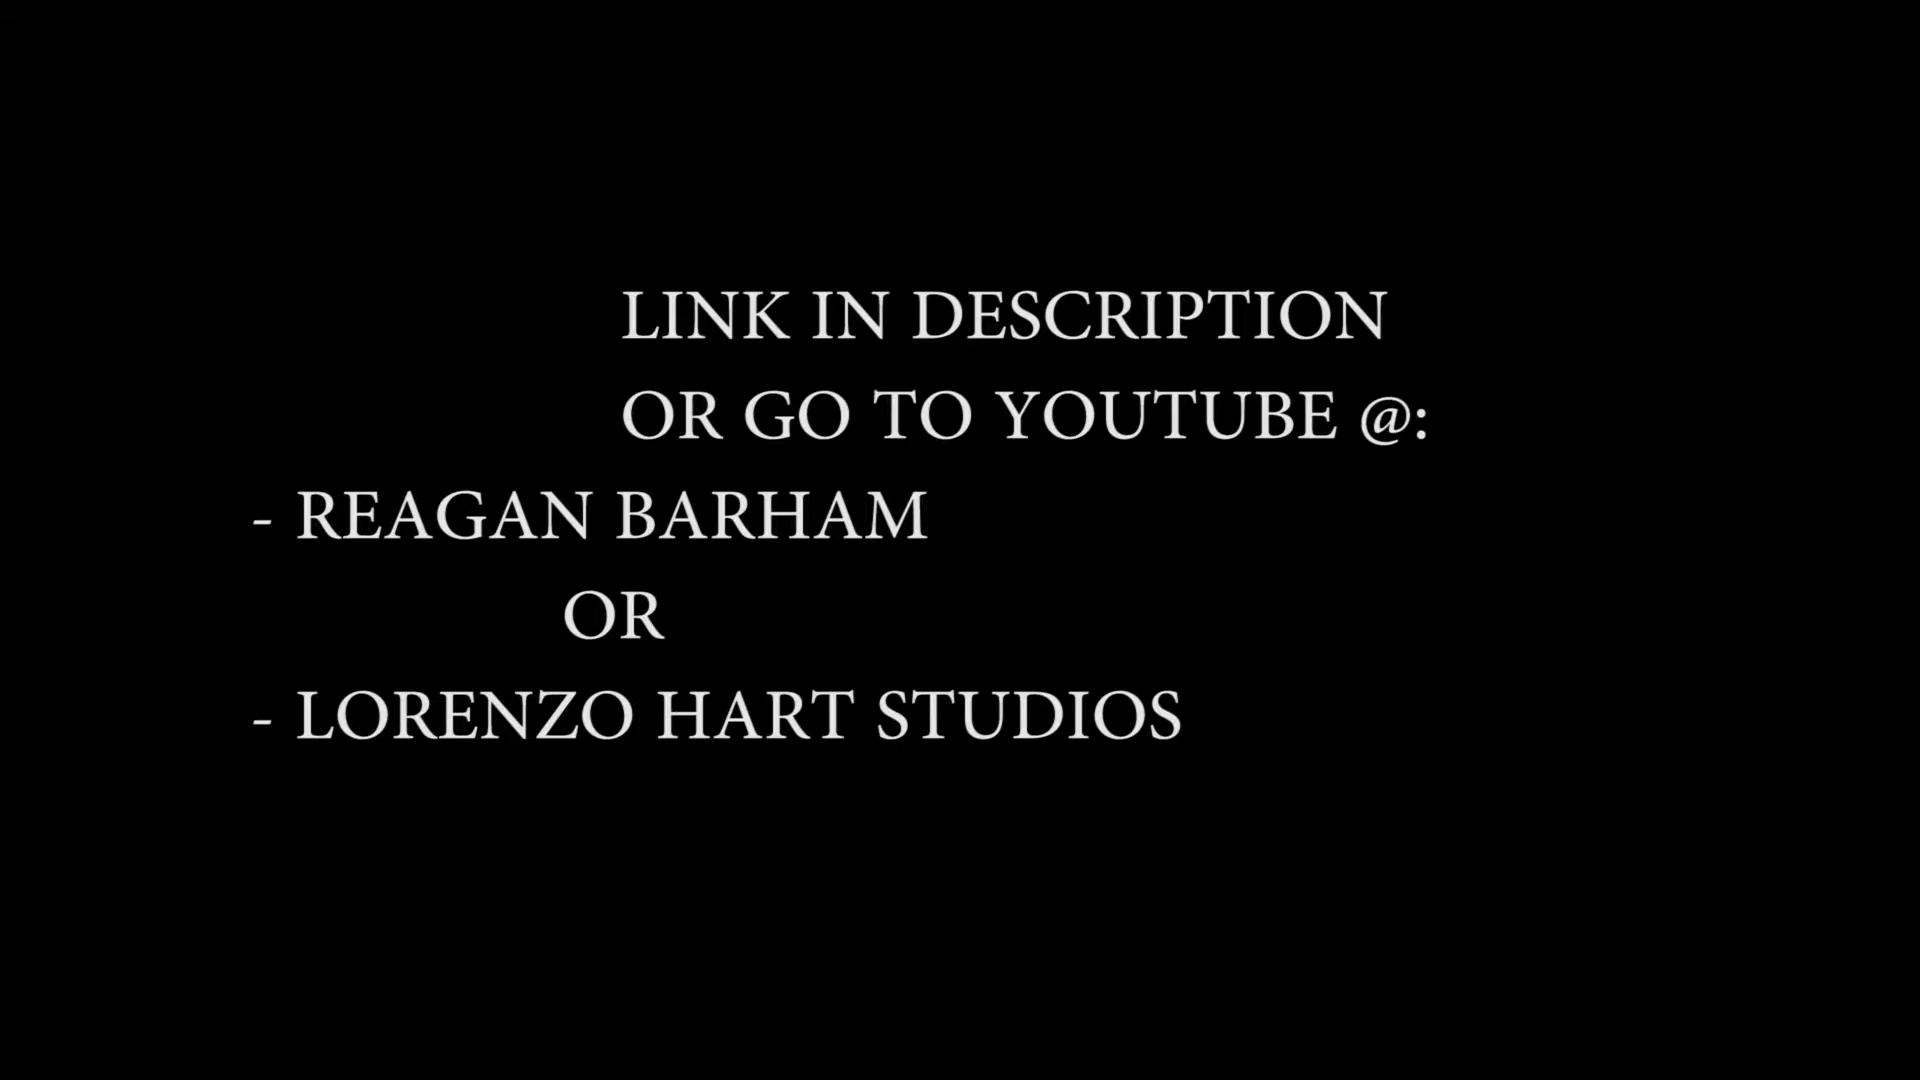 LINK IN DESCRIPTION
OR GO TO YOUTUBE @:
- REAGAN BARHAM
OR
- LORENZO HART STUDIOS